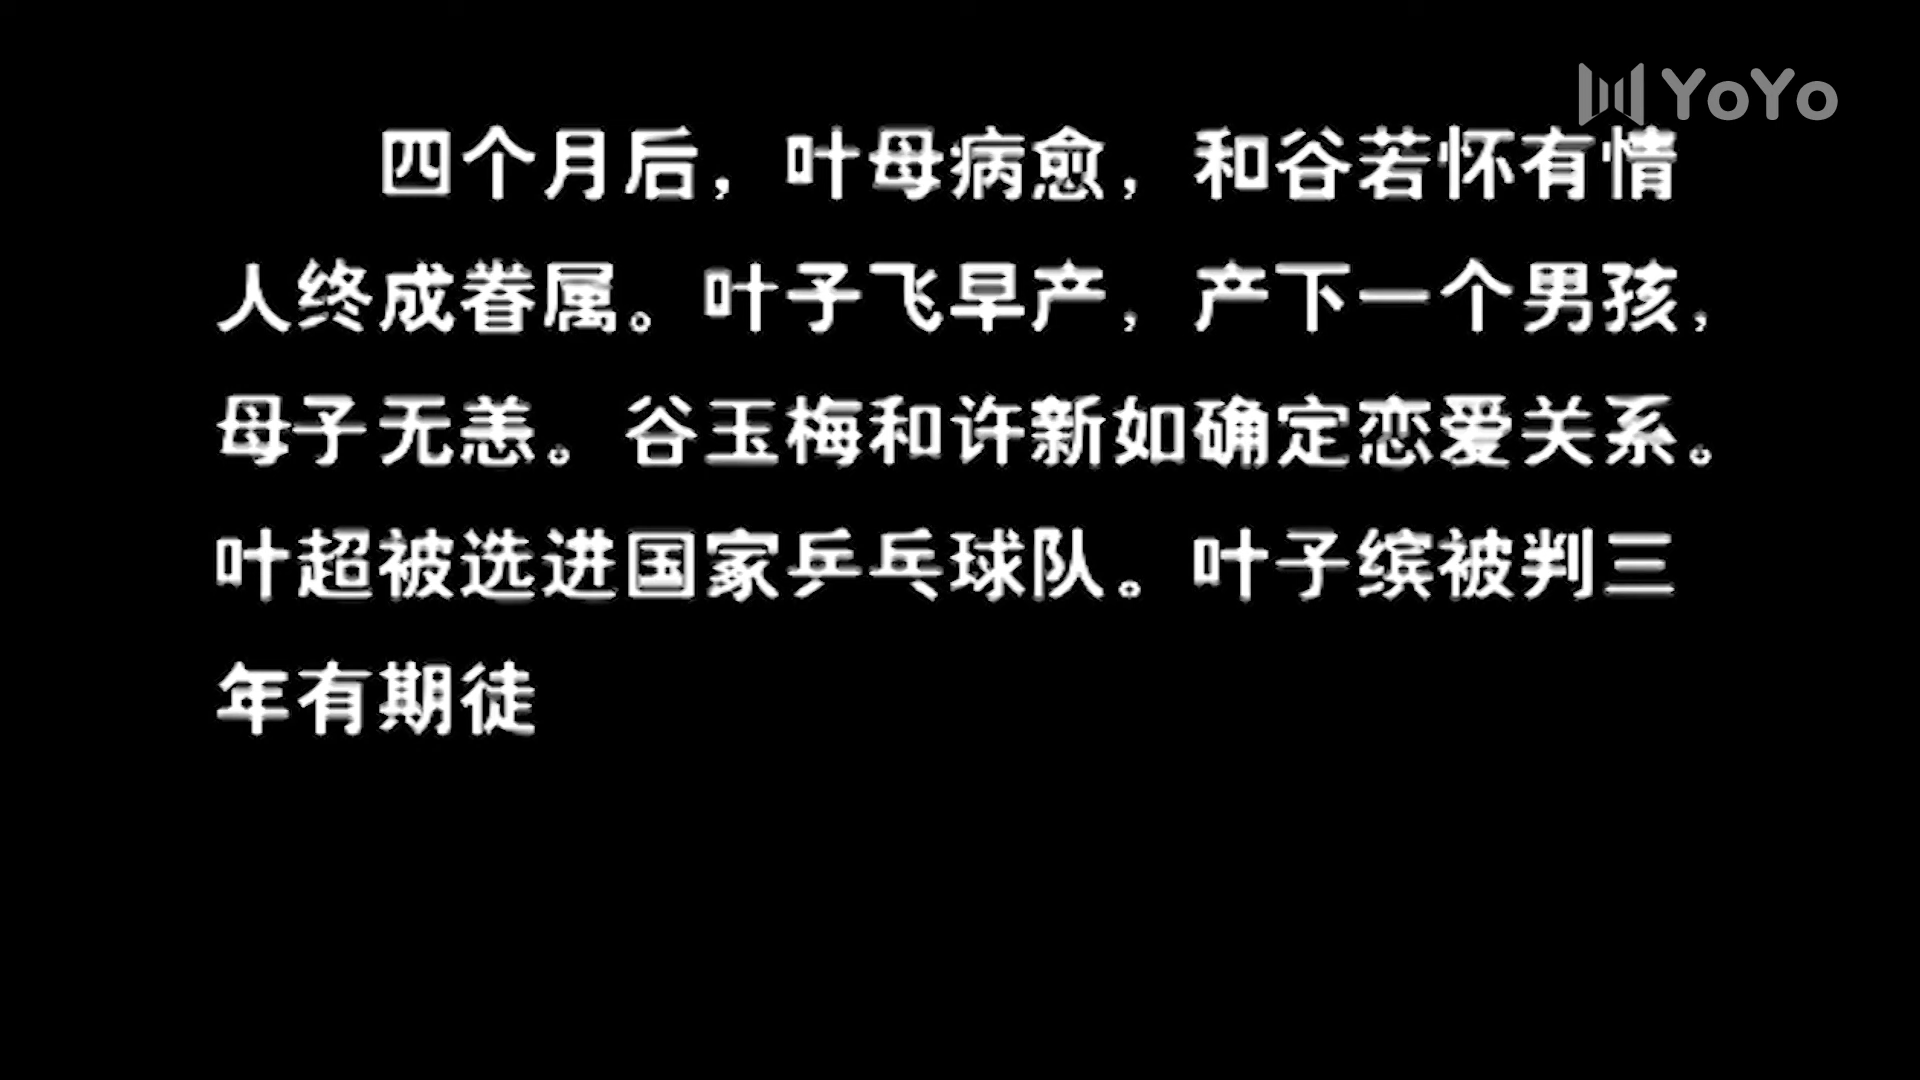 YoYo
四个月后，叶母病愈，和谷若怀有情
人终成眷属。叶子飞早产，产下一个男孩，
母子无恙。谷玉梅和许新如确定恋爱关系。
叶超被选进国家乒乓球队。叶子缤被判三
年有期徒